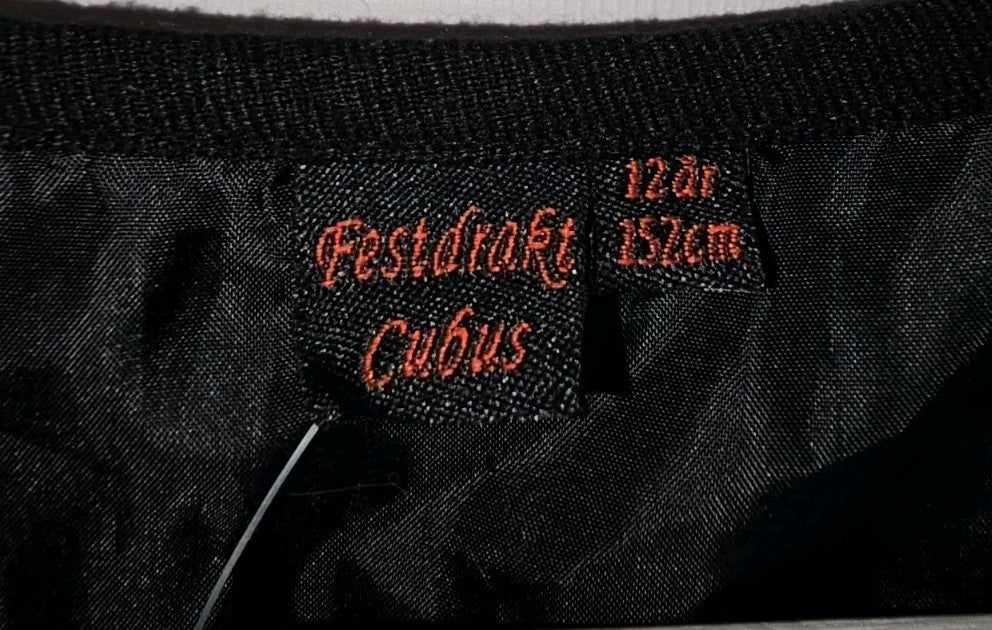 Festdrakt
Cubus
12 år
152cm